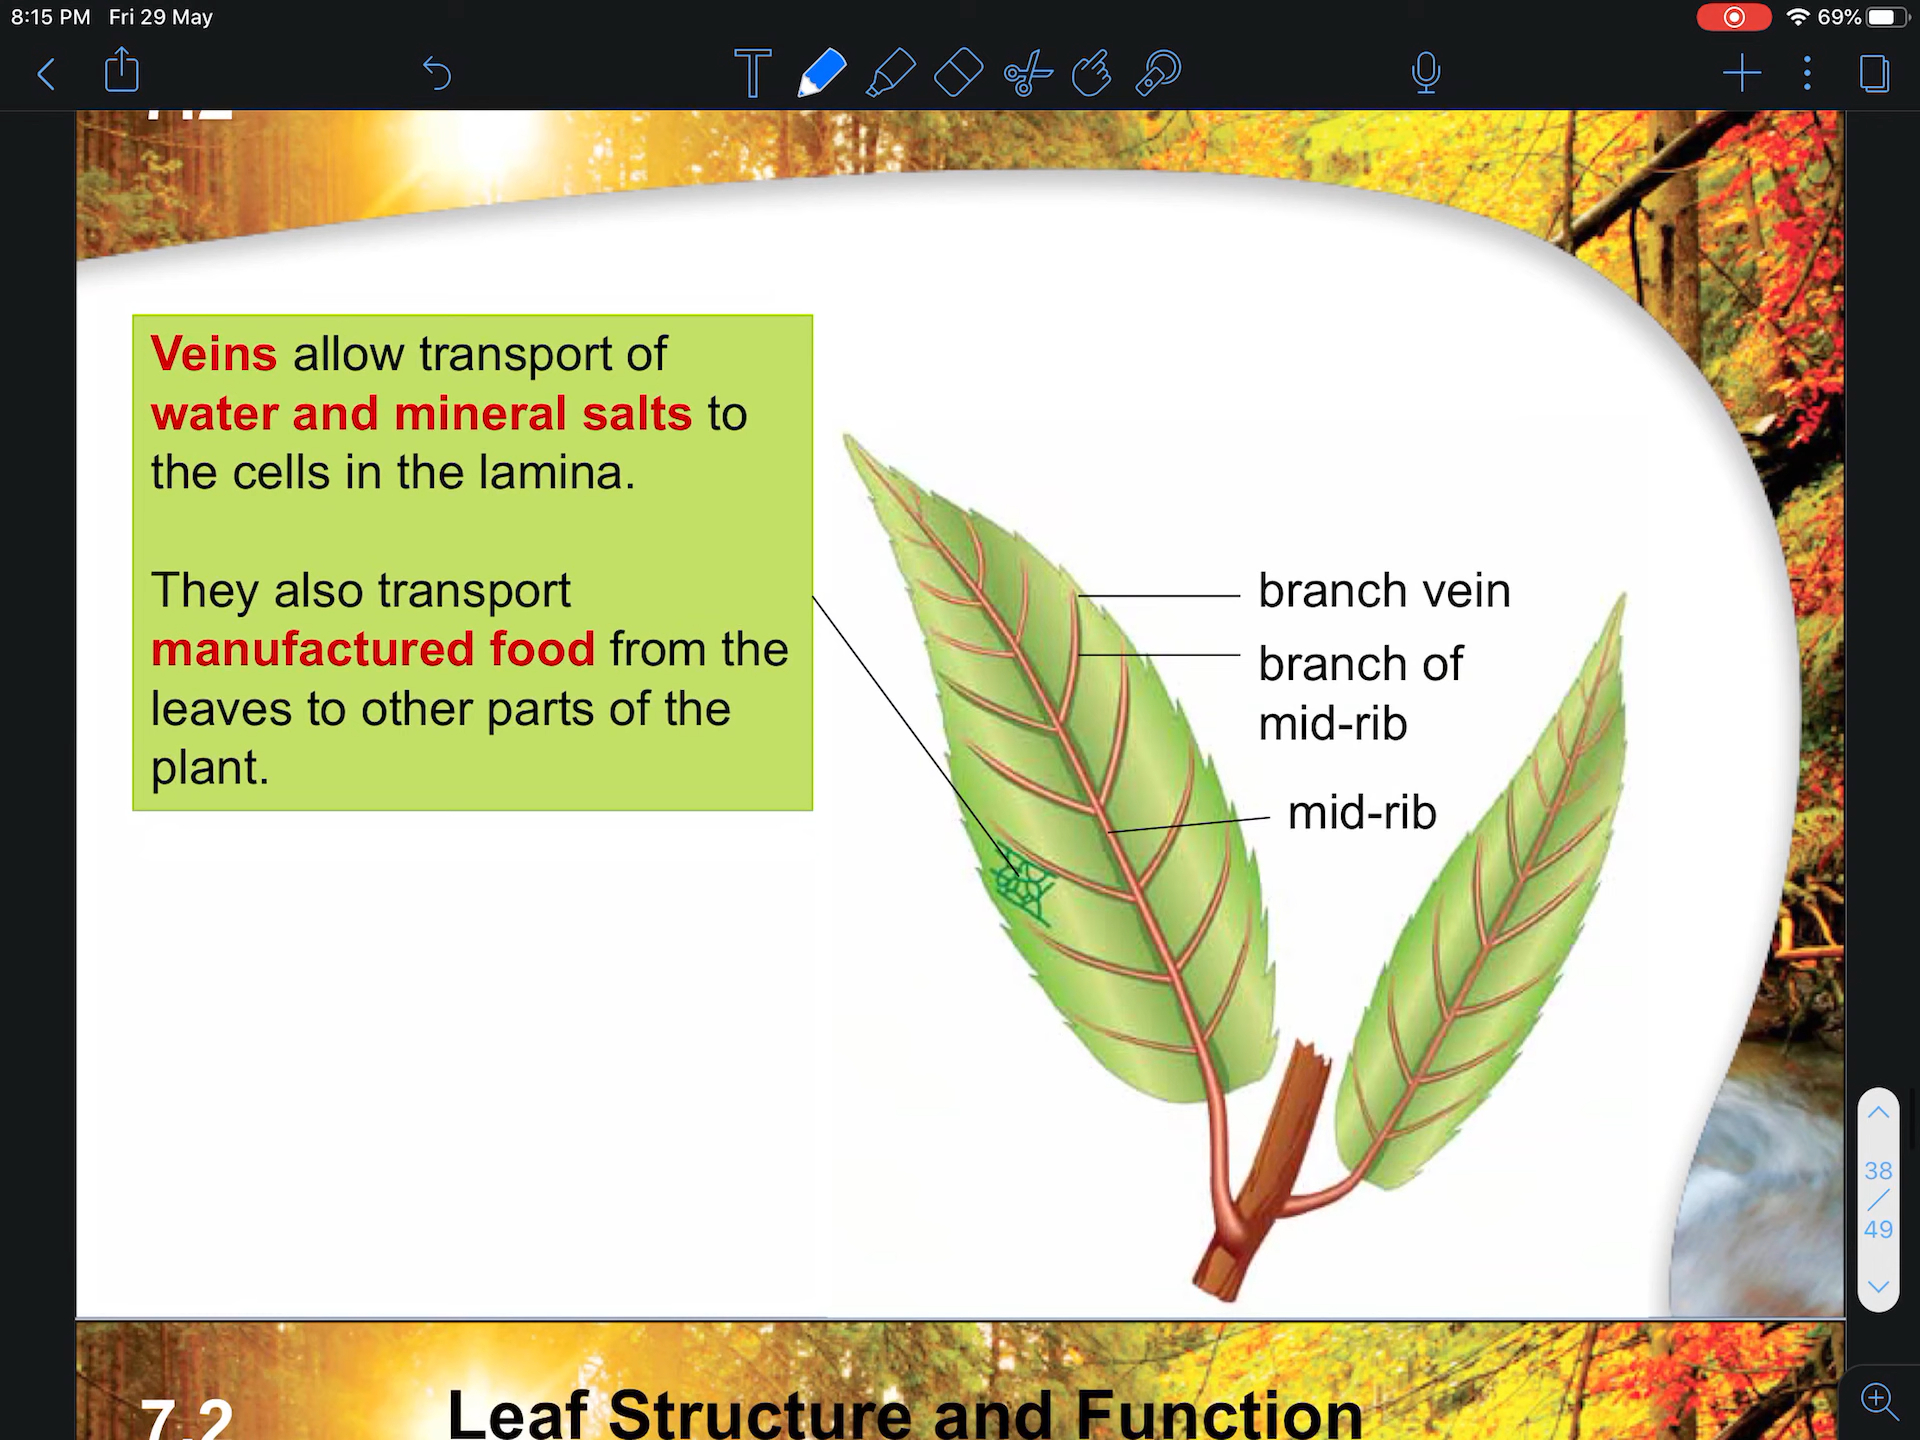 8:15 PM Fri 29 May
69%
Veins allow transport of
water and mineral salts to
the cells in the lamina.
They also transport
manufactured food from the
leaves to other parts of the
plant.
branch vein
branch of
mid-rib
mid-rib
38
/
49
7.2
Leaf Structure and Function